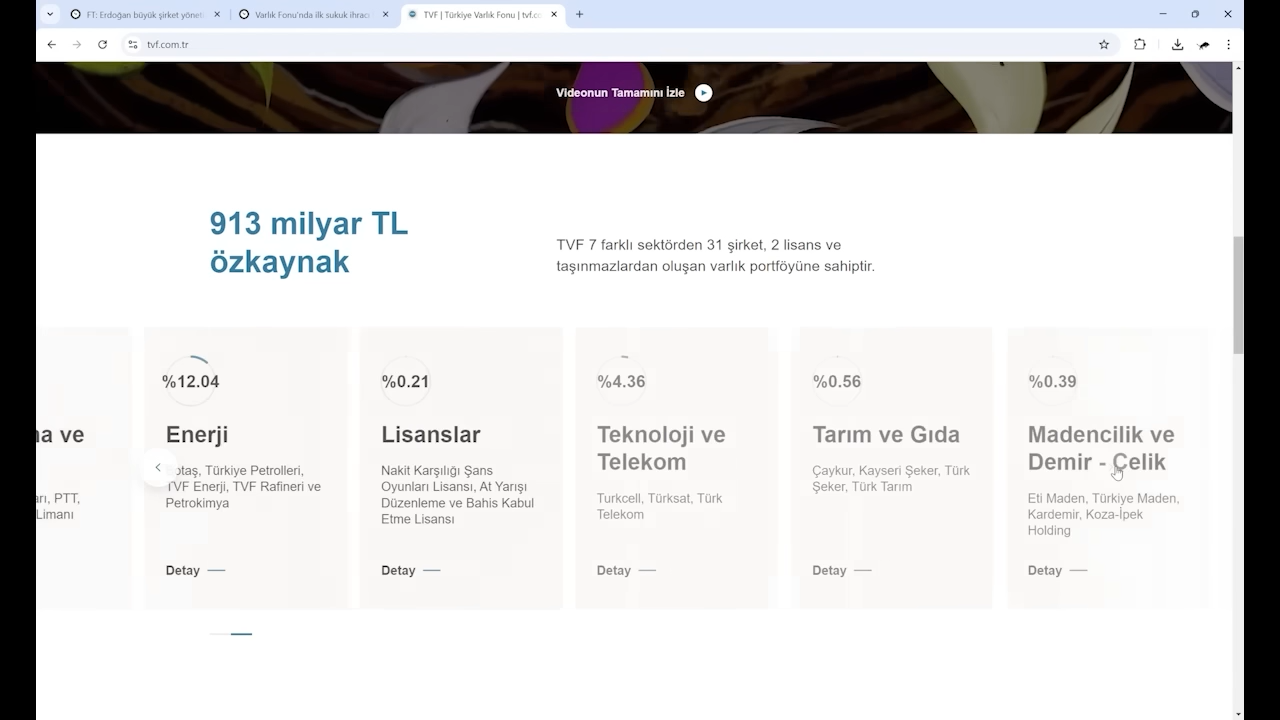 FT: Erdoğan büyük şirket yönet
Varlık Fonu'nda ilk sukuk ihrac
TVF | Türkiye Varlık Fonu | tvf.co
tvf.com.tr
Videonun Tamamını İzle
913 milyar TL
özkaynak
TVF 7 farklı sektörden 31 şirket, 2 lisans ve
taşınmazlardan oluşan varlık portföyüne sahiptir.
na ve
arı, PTT,
Limanı
%12.04
Enerji
otaş, Türkiye Petrolleri,
TVF Enerji, TVF Rafineri ve
Petrokimya
Detay
%0.21
Lisanslar
Nakit Karşılığı Şans
Oyunları Lisansı, At Yarışı
Düzenleme ve Bahis Kabul
Etme Lisansı
Detay
%4.36
Teknoloji ve
Telekom
Turkcell, Türksat, Türk
Telekom
Detay
%0.56
Tarım ve Gıda
Çaykur, Kayseri Şeker, Türk
Şeker, Türk Tarım
Detay
%0.39
Madencilik ve
Demir - Çelik
Eti Maden, Türkiye Maden,
Kardemir, Koza-İpek
Holding
Detay